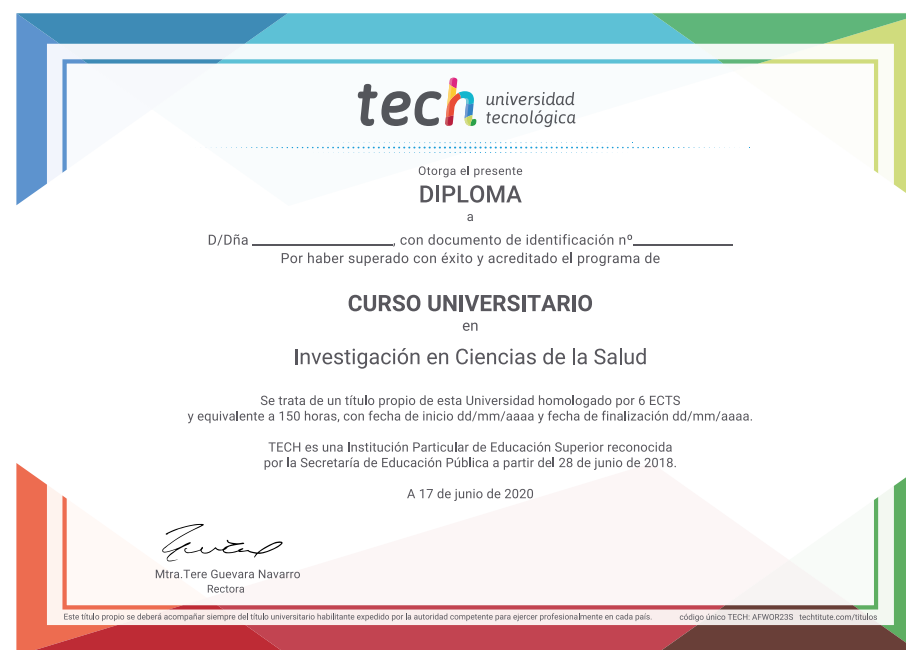 tech universidad
tecnológica
Otorga el presente
DIPLOMA
a
D/Dña ________________, con documento de identificación nº____________
Por haber superado con éxito y acreditado el programa de
CURSO UNIVERSITARIO
en
Investigación en Ciencias de la Salud
Se trata de un título propio de esta Universidad homologado por 6 ECTS
y equivalente a 150 horas, con fecha de inicio dd/mm/aaaa y fecha de finalización dd/mm/aaaa.
TECH es una Institución Particular de Educación Superior reconocida
por la Secretaría de Educación Pública a partir del 28 de junio de 2018.
A 17 de junio de 2020
Mtra.Tere Guevara Navarro
Rectora
Este título propio se deberá acompañar siempre del título universitario habilitante expedido por la autoridad competente para ejercer profesionalmente en cada país. código único TECH: AFWOR23S techtitute.com/titulos